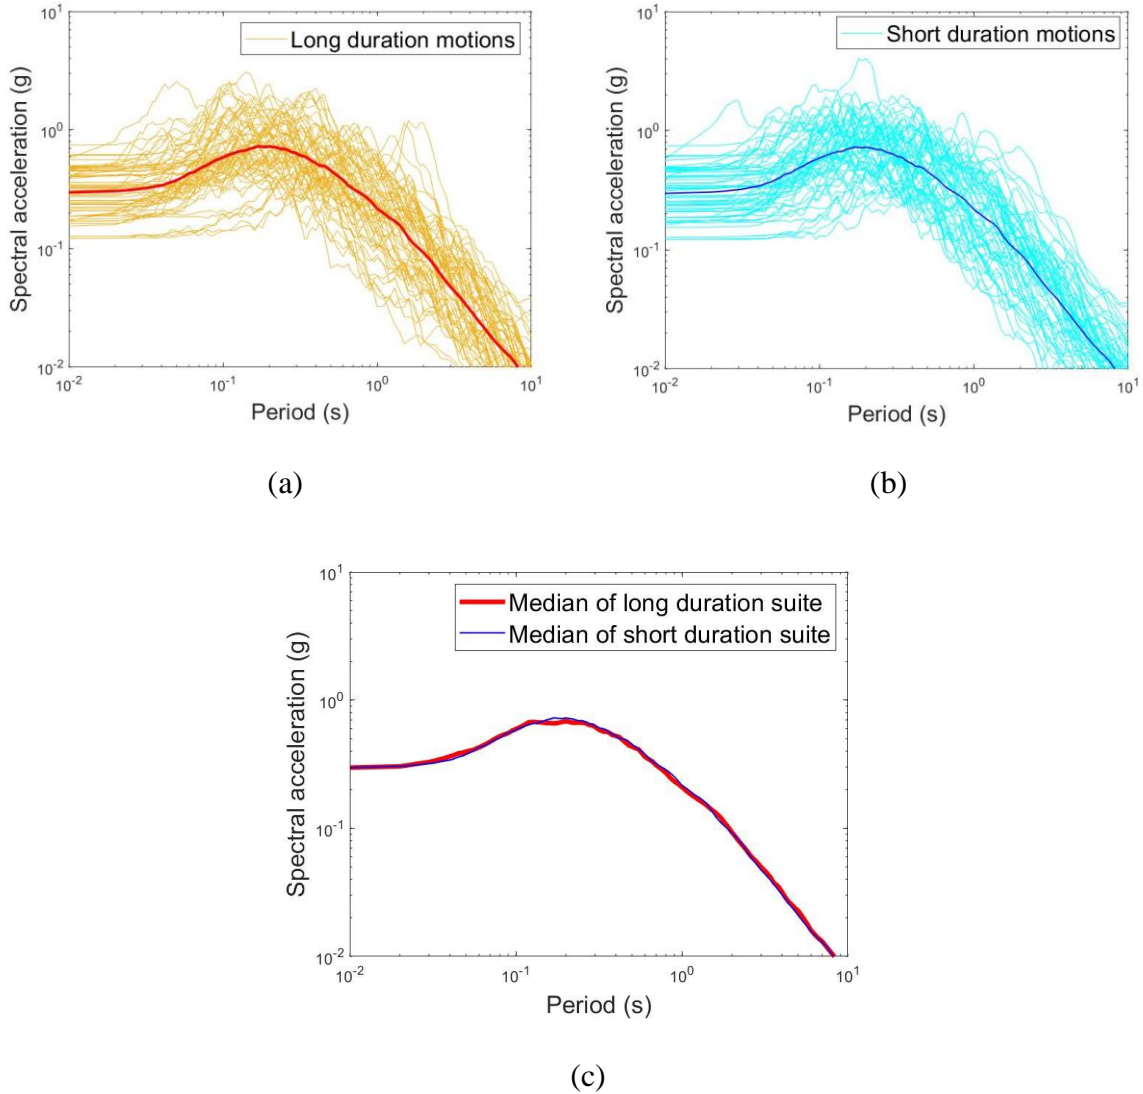 Long duration motions
Spectral acceleration (g)
10^1
10^0
10^-1
10^-2
10^-2 10^-1 10^0 10^1
Period (s)
(a)
Short duration motions
Spectral acceleration (g)
10^1
10^0
10^-1
10^-2
10^-2 10^-1 10^0 10^1
Period (s)
(b)
Median of long duration suite
Median of short duration suite
Spectral acceleration (g)
10^1
10^0
10^-1
10^-2
10^-2 10^-1 10^0 10^1
Period (s)
(c)